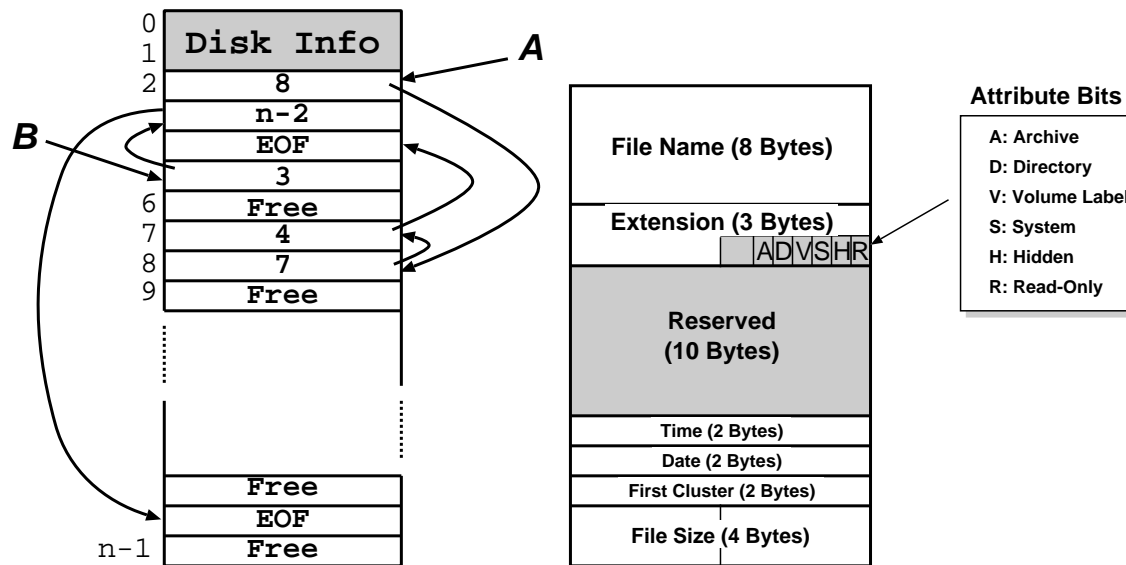 0
1
Disk Info
A
2
8
n-2
B
EOF
3
6
Free
7
4
8
7
9
Free
Free
EOF
n-1
Free
File Name (8 Bytes)
Extension (3 Bytes)
A D V S H R
Reserved
(10 Bytes)
Time (2 Bytes)
Date (2 Bytes)
First Cluster (2 Bytes)
File Size (4 Bytes)
Attribute Bits
A: Archive
D: Directory
V: Volume Label
S: System
H: Hidden
R: Read-Only